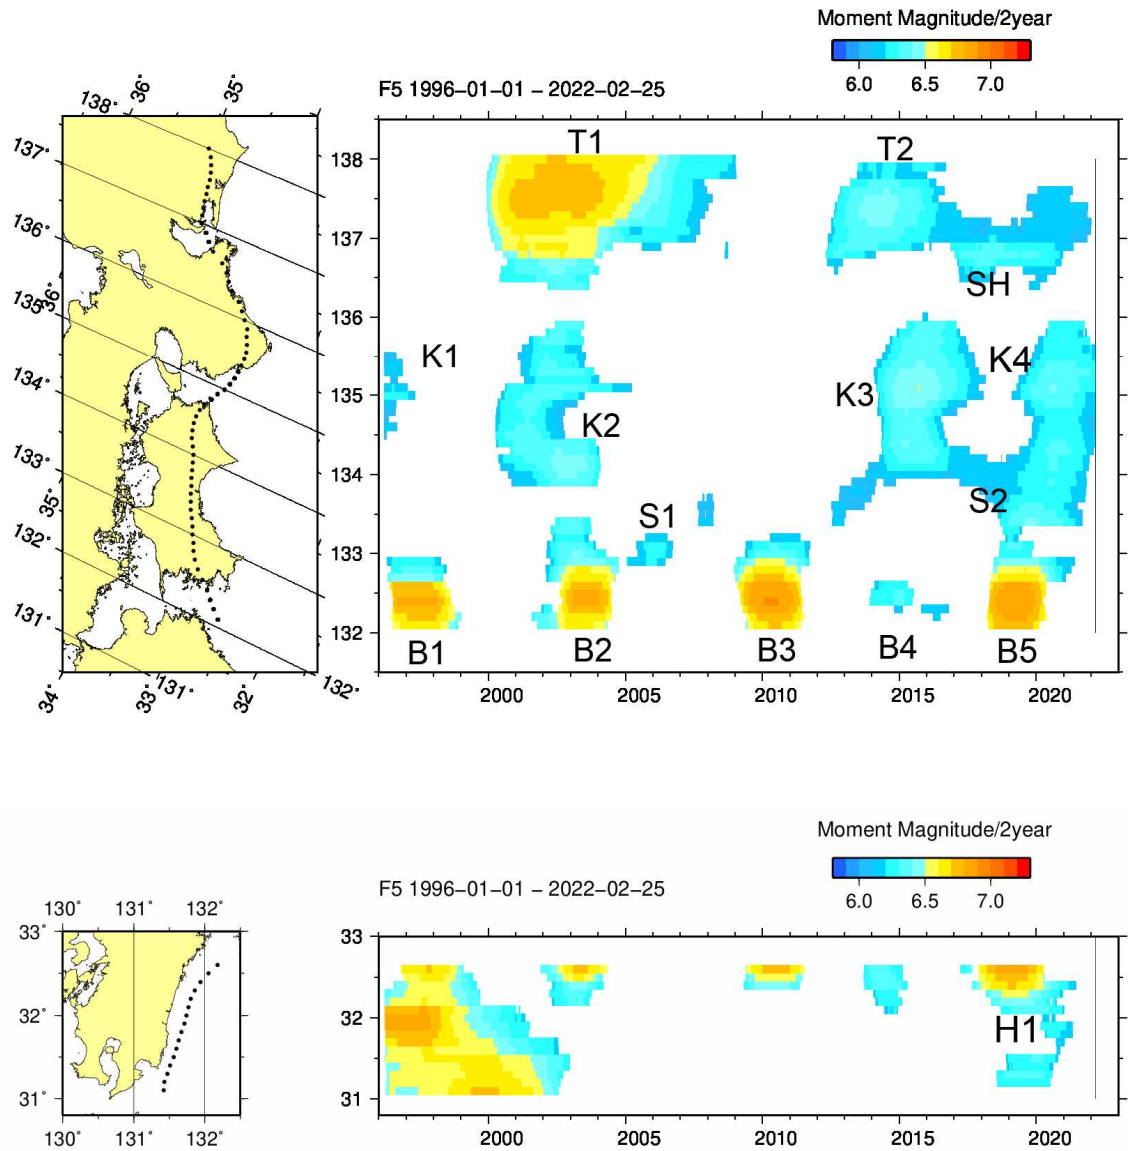 Moment Magnitude/2year
6.0 6.5 7.0
F5 1996−01−01 − 2022−02−25
138° 36° 35°
137°
136°
36°
135°
134°
133°
35°
132°
131°
34° 33° 131° 32° 132°
138
137
136
135
134
133
132
T1 T2
SH
K1 K4
K3
K2
S2
S1
B1 B2 B3 B4 B5
2000 2005 2010 2015 2020
Moment Magnitude/2year
6.0 6.5 7.0
F5 1996−01−01 − 2022−02−25
130° 131° 132°
33°
32°
31°
130° 131° 132°
33
32
31
H1
2000 2005 2010 2015 2020